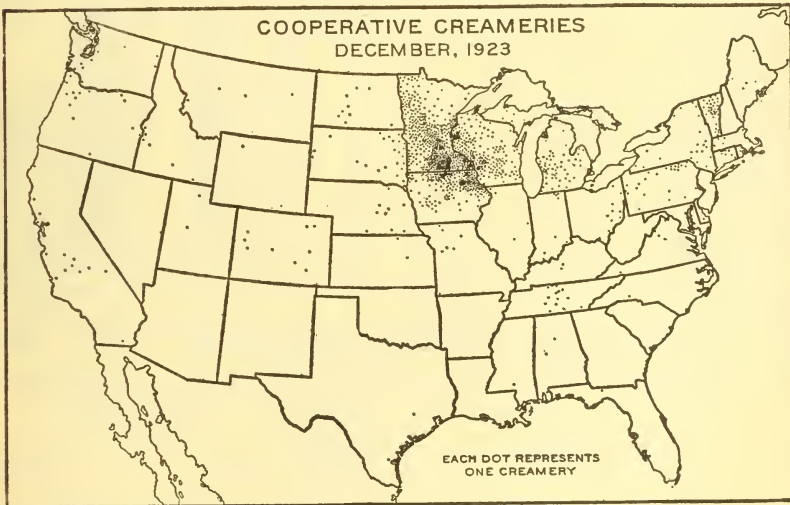 COOPERATIVE CREAMERIES
DECEMBER, 1923
EACH DOT REPRESENTS
ONE CREAMERY